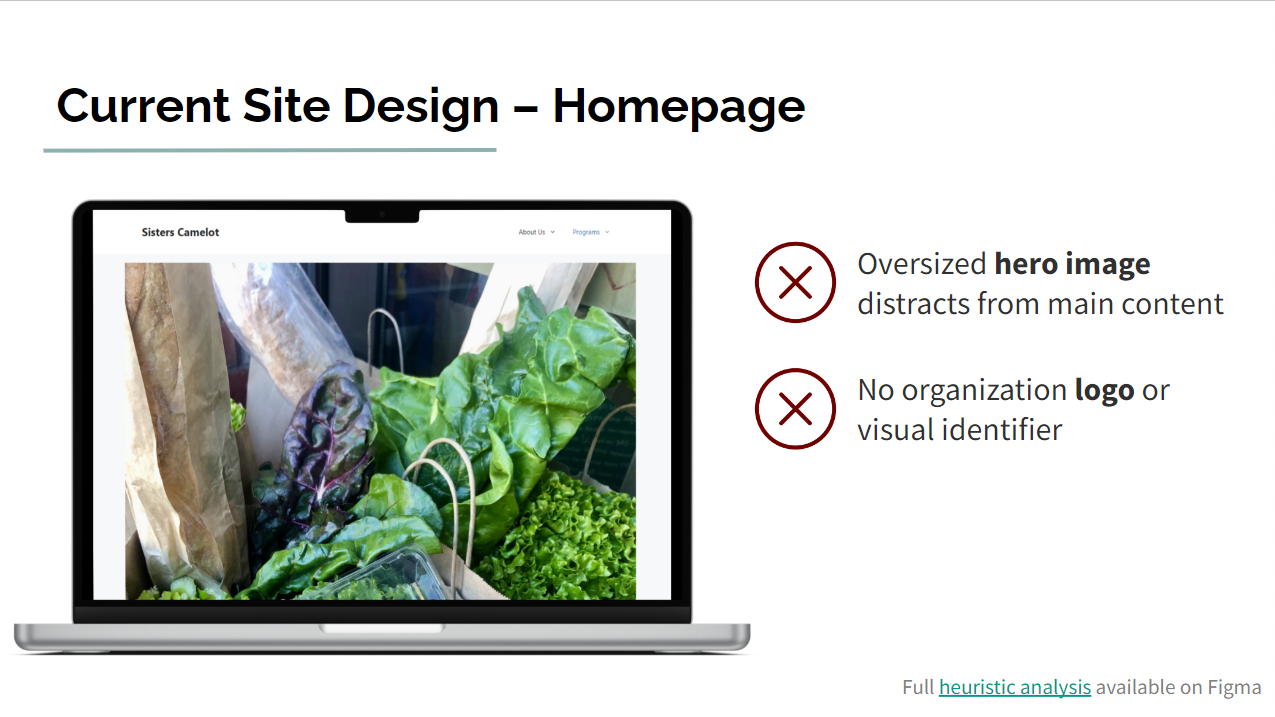 Current Site Design – Homepage
Sisters Camelot
About Us
Programs
Oversized hero image
distracts from main content
No organization logo or
visual identifier
Full heuristic analysis available on Figma